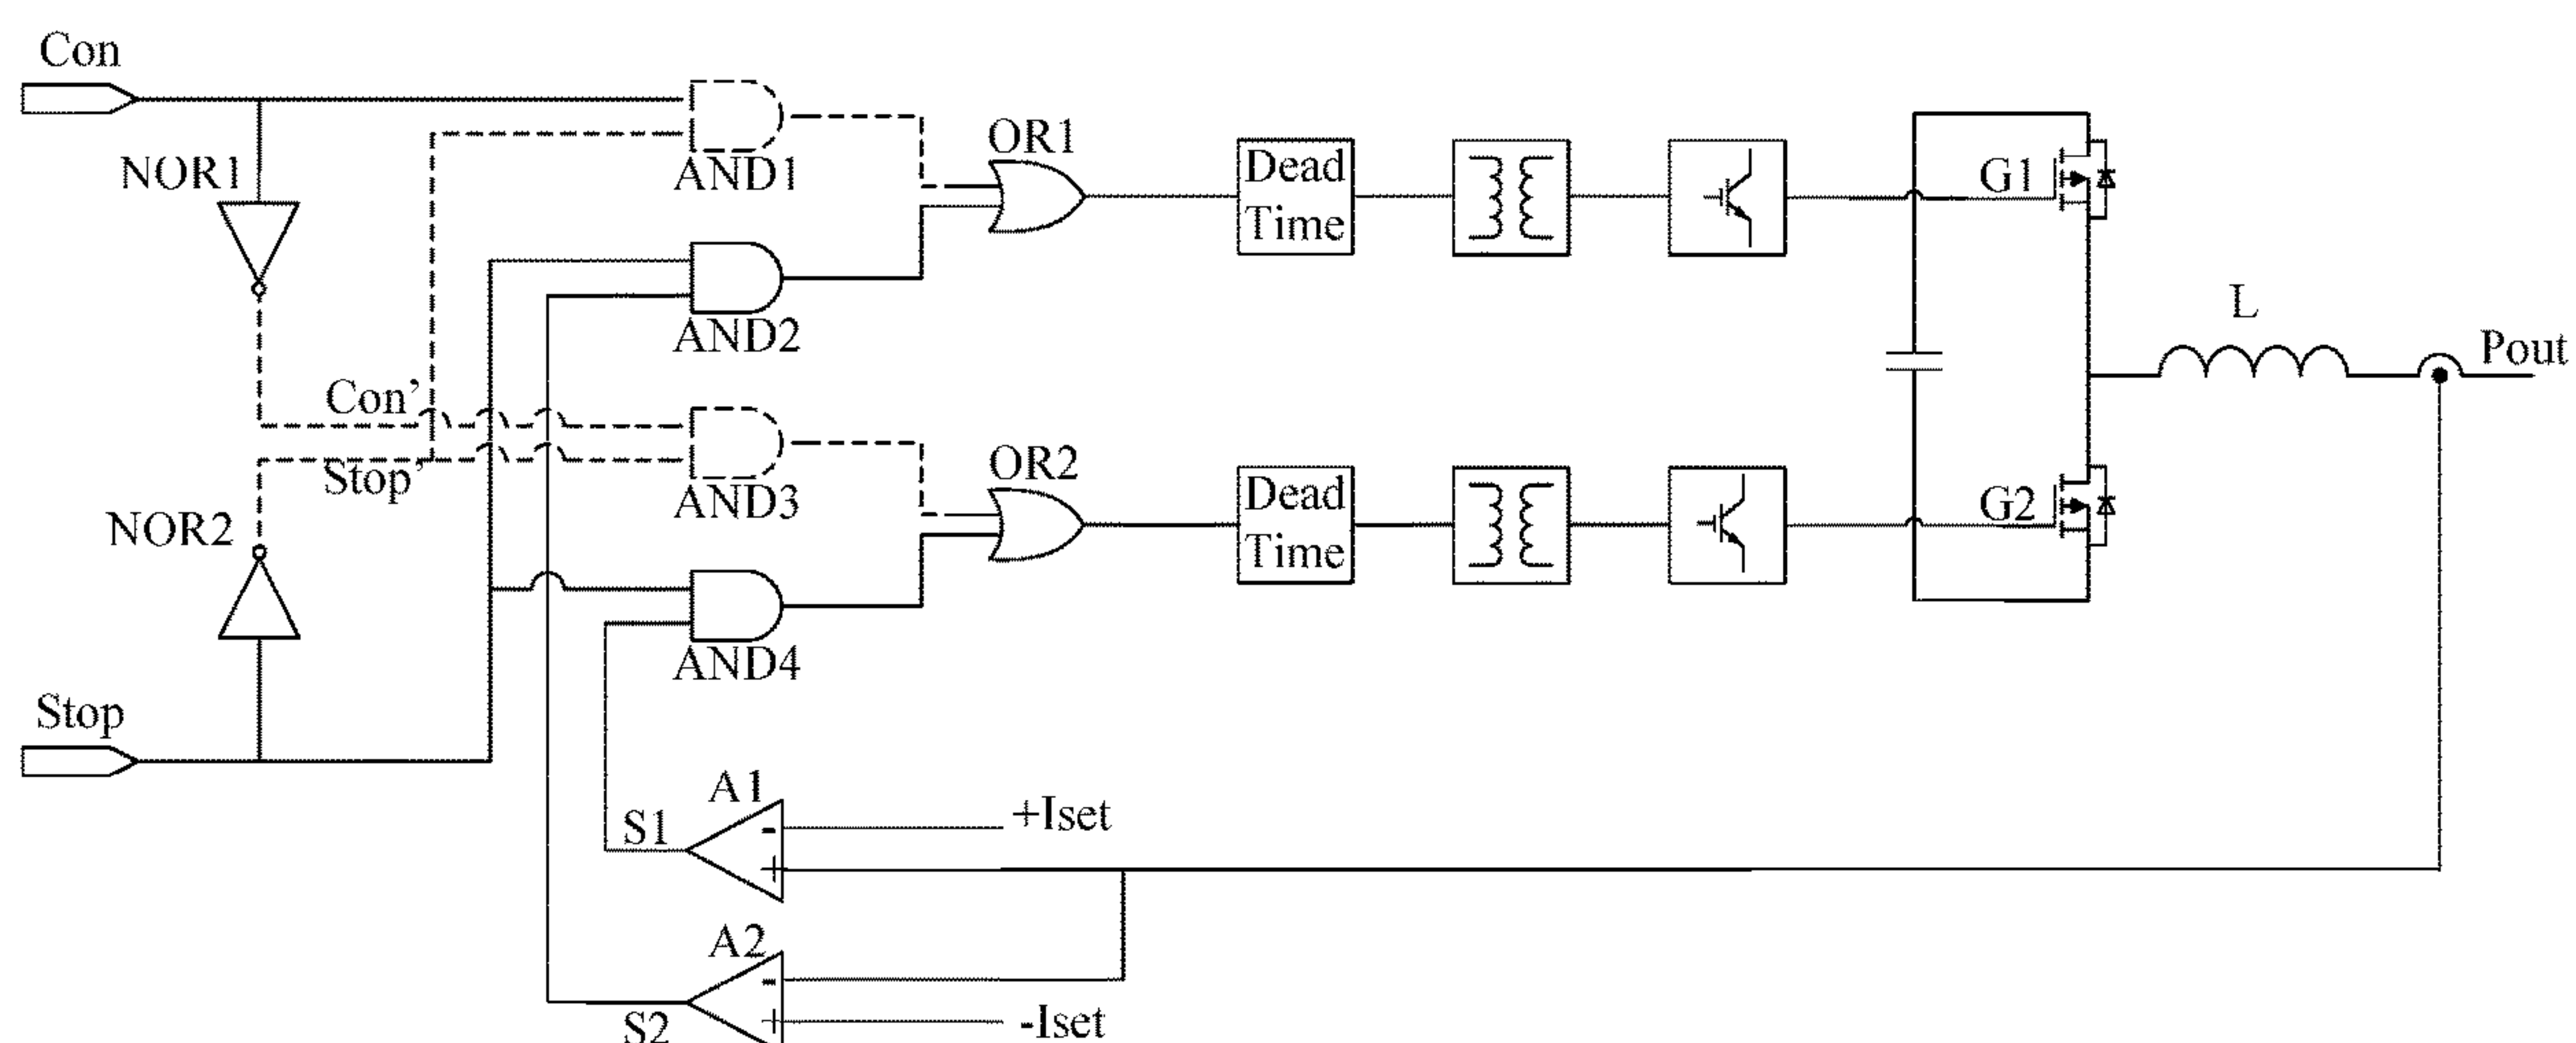 Con
NOR1
AND1
OR1
Dead
Time
G1
AND2
L
Pout
Con’
Stop’
AND3
OR2
Dead
Time
G2
NOR2
AND4
Stop
A1
S1
-
+
+Iset
A2
S2
-
+
-Iset